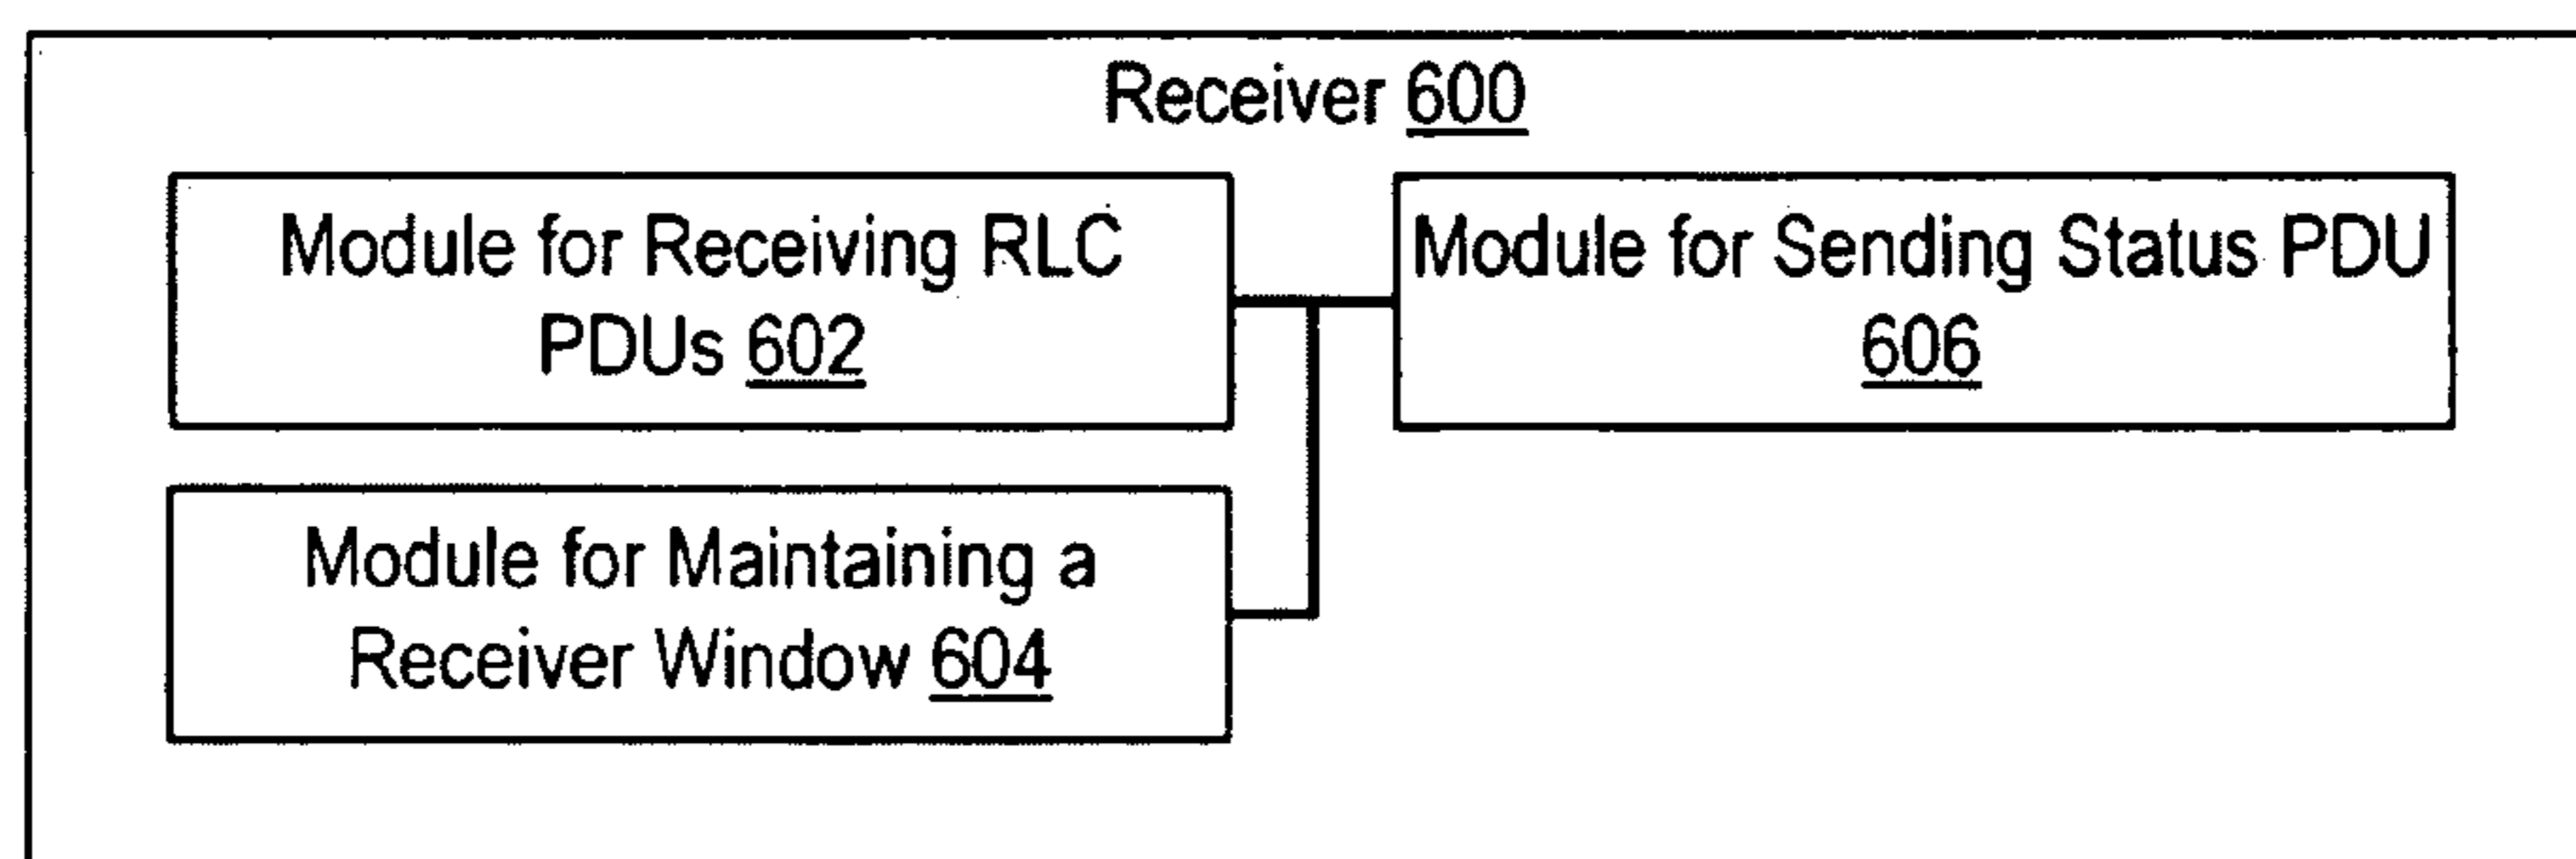 Receiver 600
Module for Receiving RLC
PDUs 602
Module for Sending Status PDU
606
Module for Maintaining a
Receiver Window 604